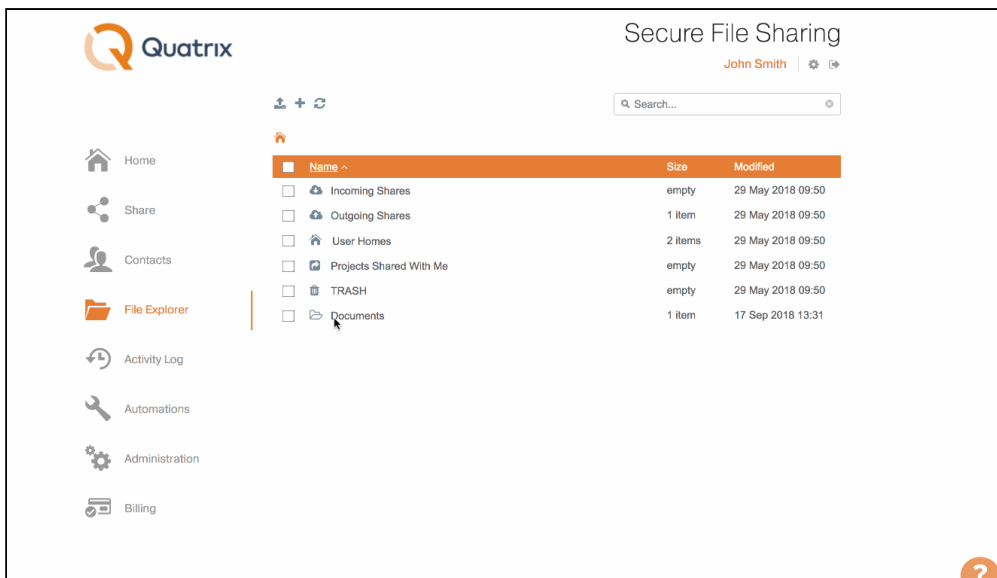 Quatrix
Secure File Sharing
John Smith
Search...
Home
Share
Contacts
File Explorer
Activity Log
Automations
Administration
Billing
Name Size Modified
Incoming Shares empty 29 May 2018 09:50
Outgoing Shares 1 item 29 May 2018 09:50
User Homes 2 items 29 May 2018 09:50
Projects Shared With Me empty 29 May 2018 09:50
TRASH empty 29 May 2018 09:50
Documents 1 item 17 Sep 2018 13:31
?